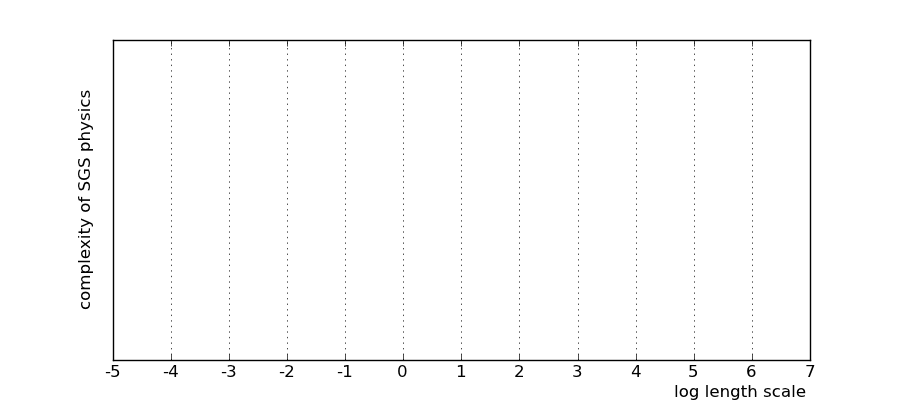 complexity of SGS physics
-5 -4 -3 -2 -1 0 1 2 3 4 5 6 7
log length scale